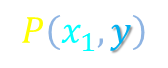 P(x₁, y)